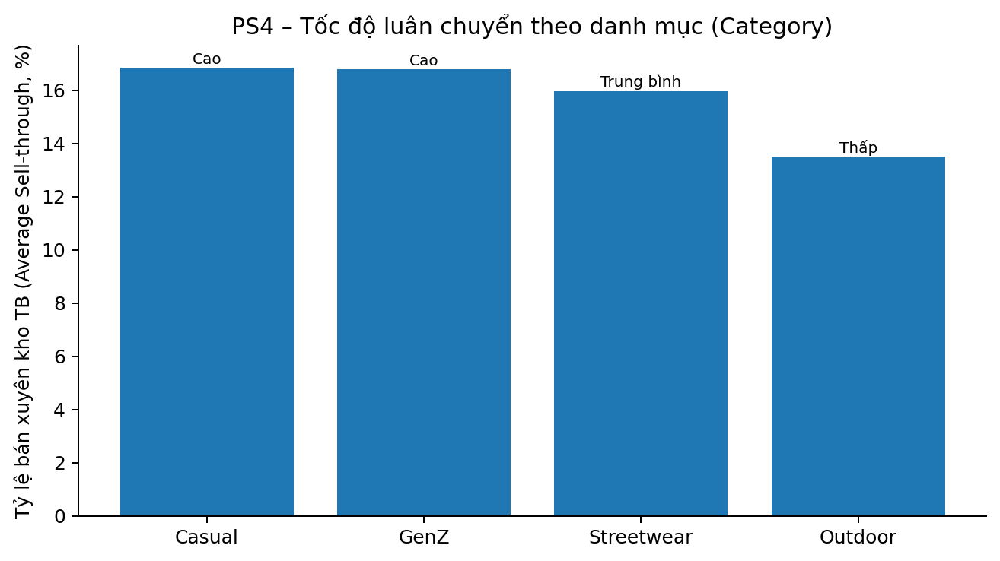 PS4 – Tốc độ luân chuyển theo danh mục (Category)
Tỷ lệ bán xuyên kho TB (Average Sell-through, %)
16
14
12
10
8
6
4
2
0
Cao
Cao
Trung bình
Thấp
Casual
GenZ
Streetwear
Outdoor